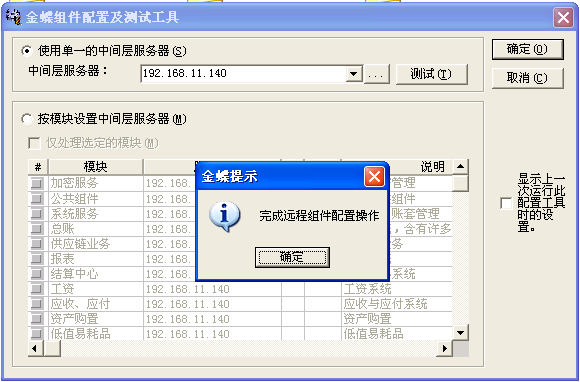 金蝶组件配置及测试工具
使用单一的中间层服务器(S)
中间层服务器：
192.168.11.140
...
测试(T)
确定(O)
取消(C)
按模块设置中间层服务器(M)
仅处理选定的模块(M)
# 模块 说明
加密服务 192.168. 管理
公共组件 192.168. 组件
系统服务 192.168. 账套管理
总账 192.168. ，含有许多
供应链业务 192.168. 务
报表 192.168.
结算中心 192.168. 系统
工资 192.168.11.140 工资系统
应收、应付 192.168.11.140 应收与应付系统
资产购置 192.168.11.140 资产购置
低值易耗品 192.168.11.140 低值易耗品
显示上一
次运行此
配置工具
时的设
置。
金蝶提示
完成远程组件配置操作
确定